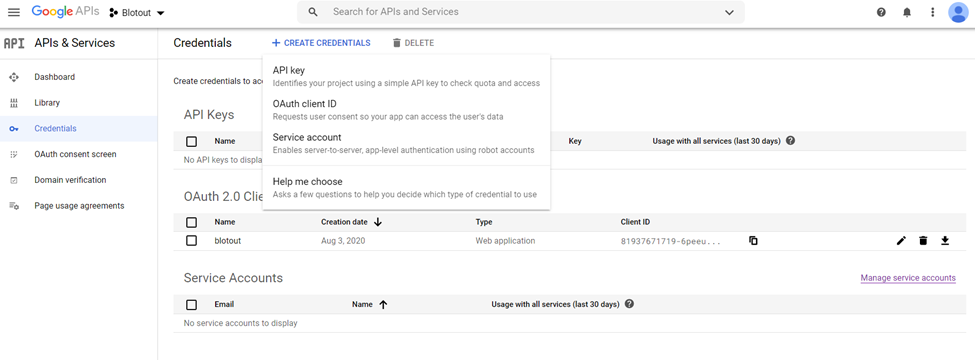 Google APIs
Blotout
Search for APIs and Services
API
APIs & Services
Credentials
+ CREATE CREDENTIALS
DELETE
Dashboard
Library
Credentials
OAuth consent screen
Domain verification
Page usage agreements
Create credentials to acc
API key
Identifies your project using a simple API key to check quota and access
OAuth client ID
Requests user consent so your app can access the user's data
Service account
Enables server-to-server, app-level authentication using robot accounts
Help me choose
Asks a few questions to help you decide which type of credential to use
API Keys
Name
Key
Usage with all services (last 30 days)
No API keys to displa
OAuth 2.0 Clie
Name
Creation date
Type
Client ID
blotout
Aug 3, 2020
Web application
81937671719-6peeu...
Service Accounts
Manage service accounts
Email
Name
Usage with all services (last 30 days)
No service accounts to display